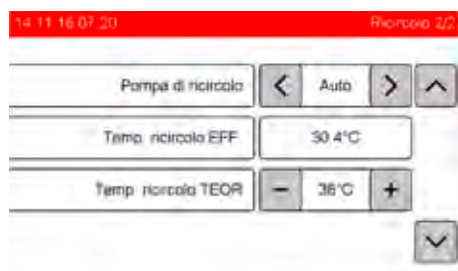 14.11.16 07:20 Ricircolo 2/2
Pompa di ricircolo < Auto > ^
Temp. ricircolo EFF 30.4°C
Temp. ricircolo TEOR - 36°C +